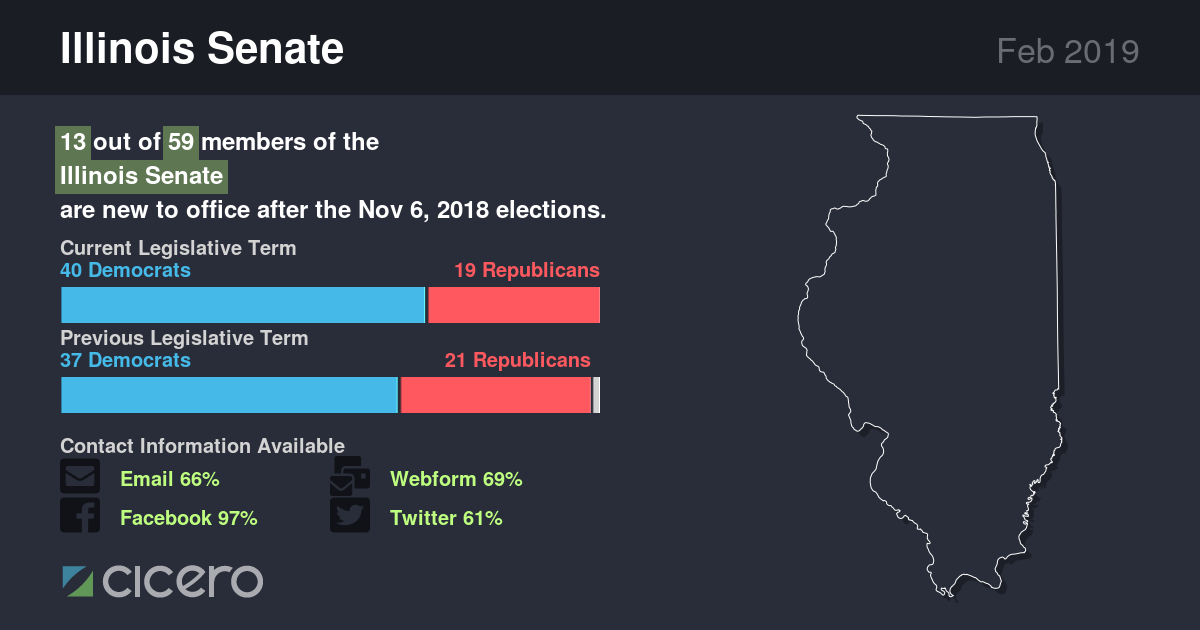 Illinois Senate
Feb 2019
13 out of 59 members of the
Illinois Senate
are new to office after the Nov 6, 2018 elections.
Current Legislative Term
40 Democrats
19 Republicans
Previous Legislative Term
37 Democrats
21 Republicans
Contact Information Available
Email 66%
Webform 69%
Facebook 97%
Twitter 61%
cicero